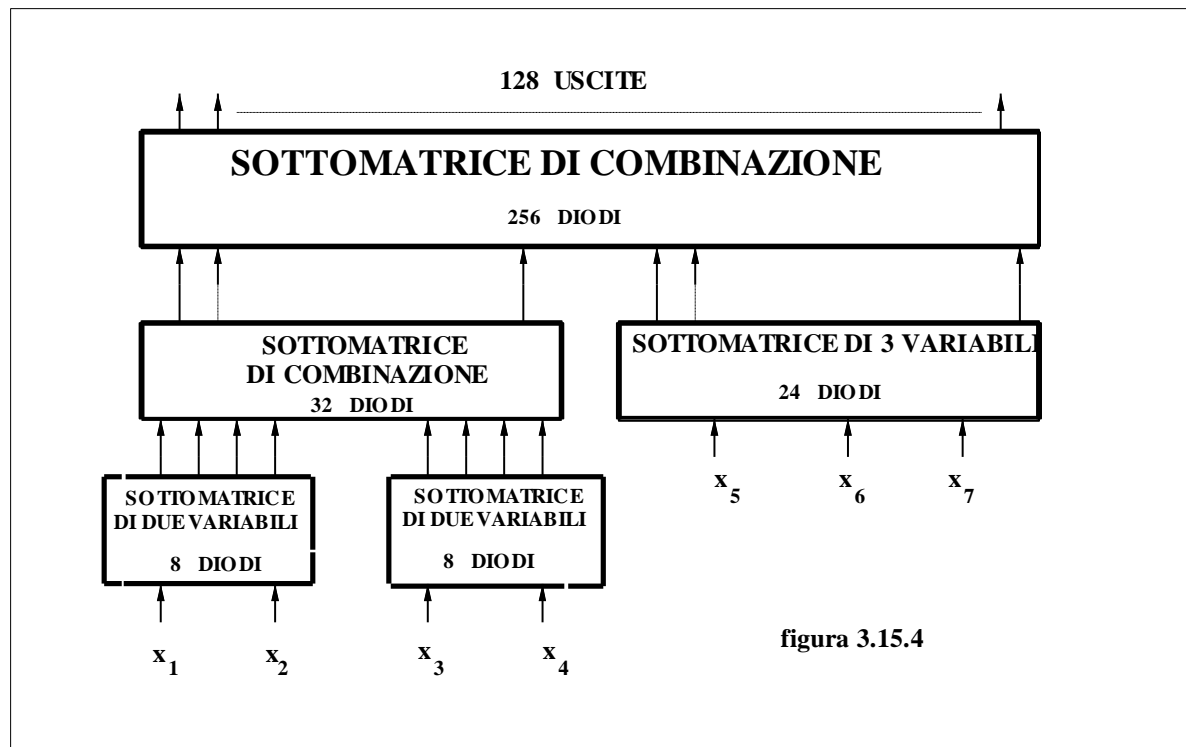 128 USCITE
SOTTOMATRICE DI COMBINAZIONE
256 DIODI
SOTTOMATRICE
DI COMBINAZIONE
32 DIODI
SOTTOMATRICE DI 3 VARIABILI
24 DIODI
x5 x6 x7
SOTTOMATRICE
DI DUE VARIABILI
8 DIODI
SOTTOMATRICE
DI DUE VARIABILI
8 DIODI
x1 x2 x3 x4
figura 3.15.4